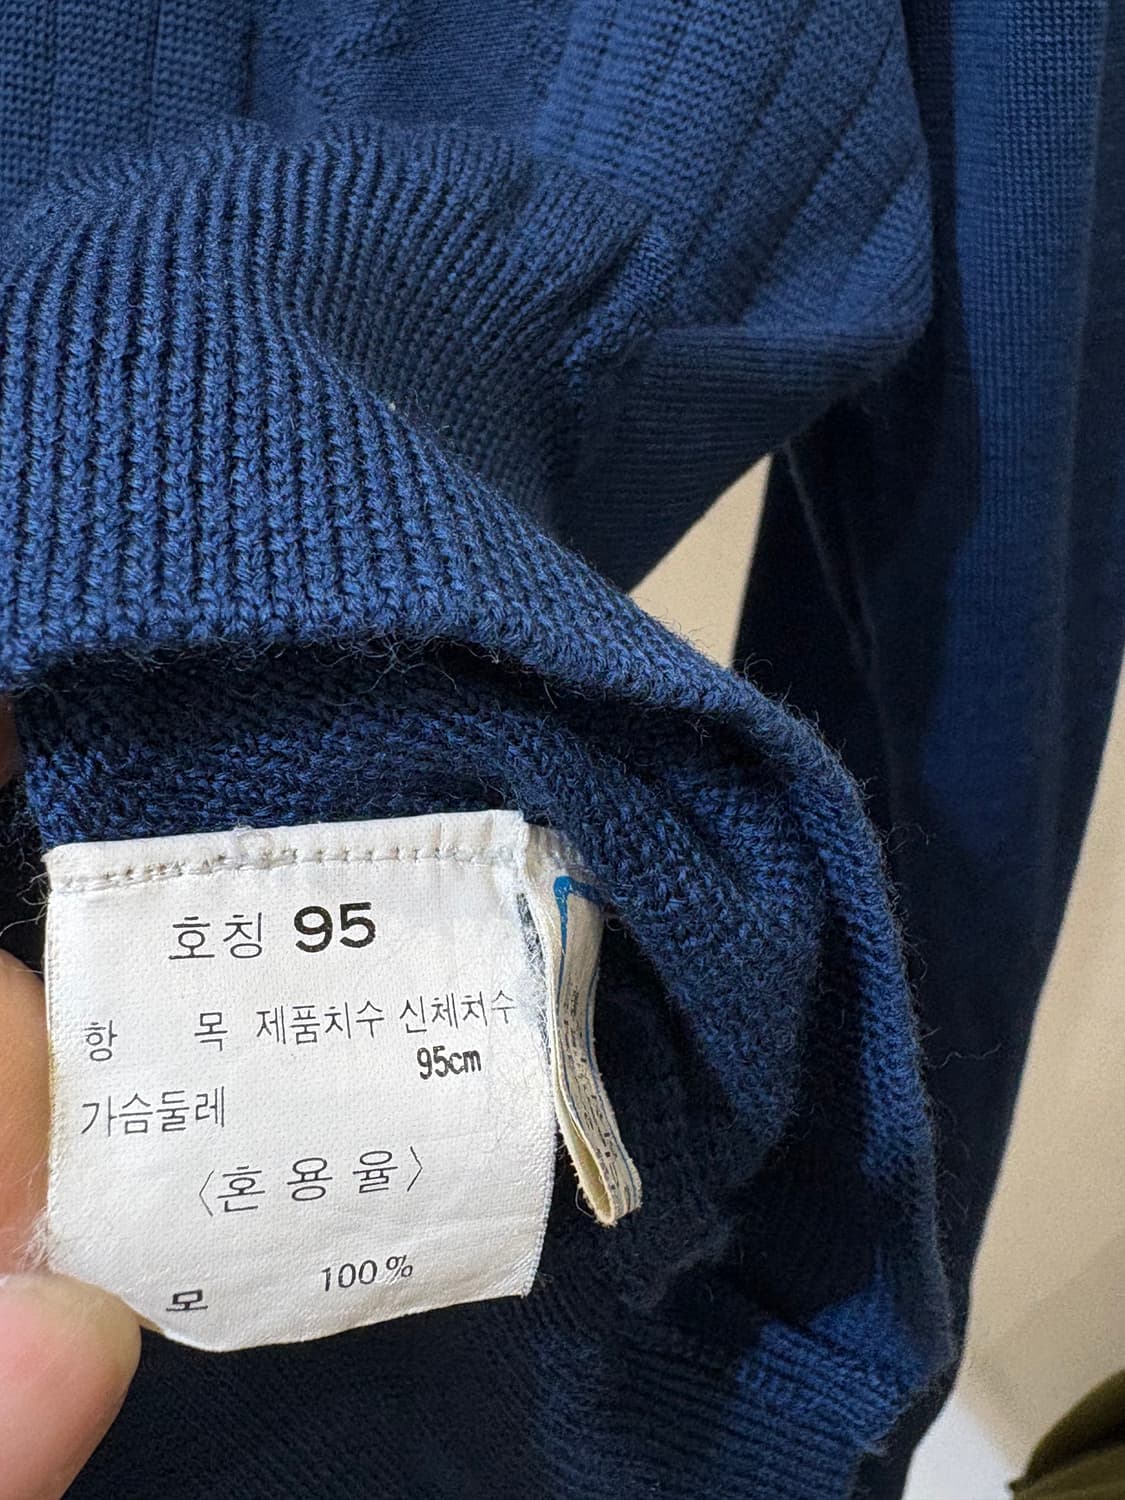 호칭 95
항 목 제품치수 신체처수
95cm
가슴둘레
〈혼 용 율〉
모 100%